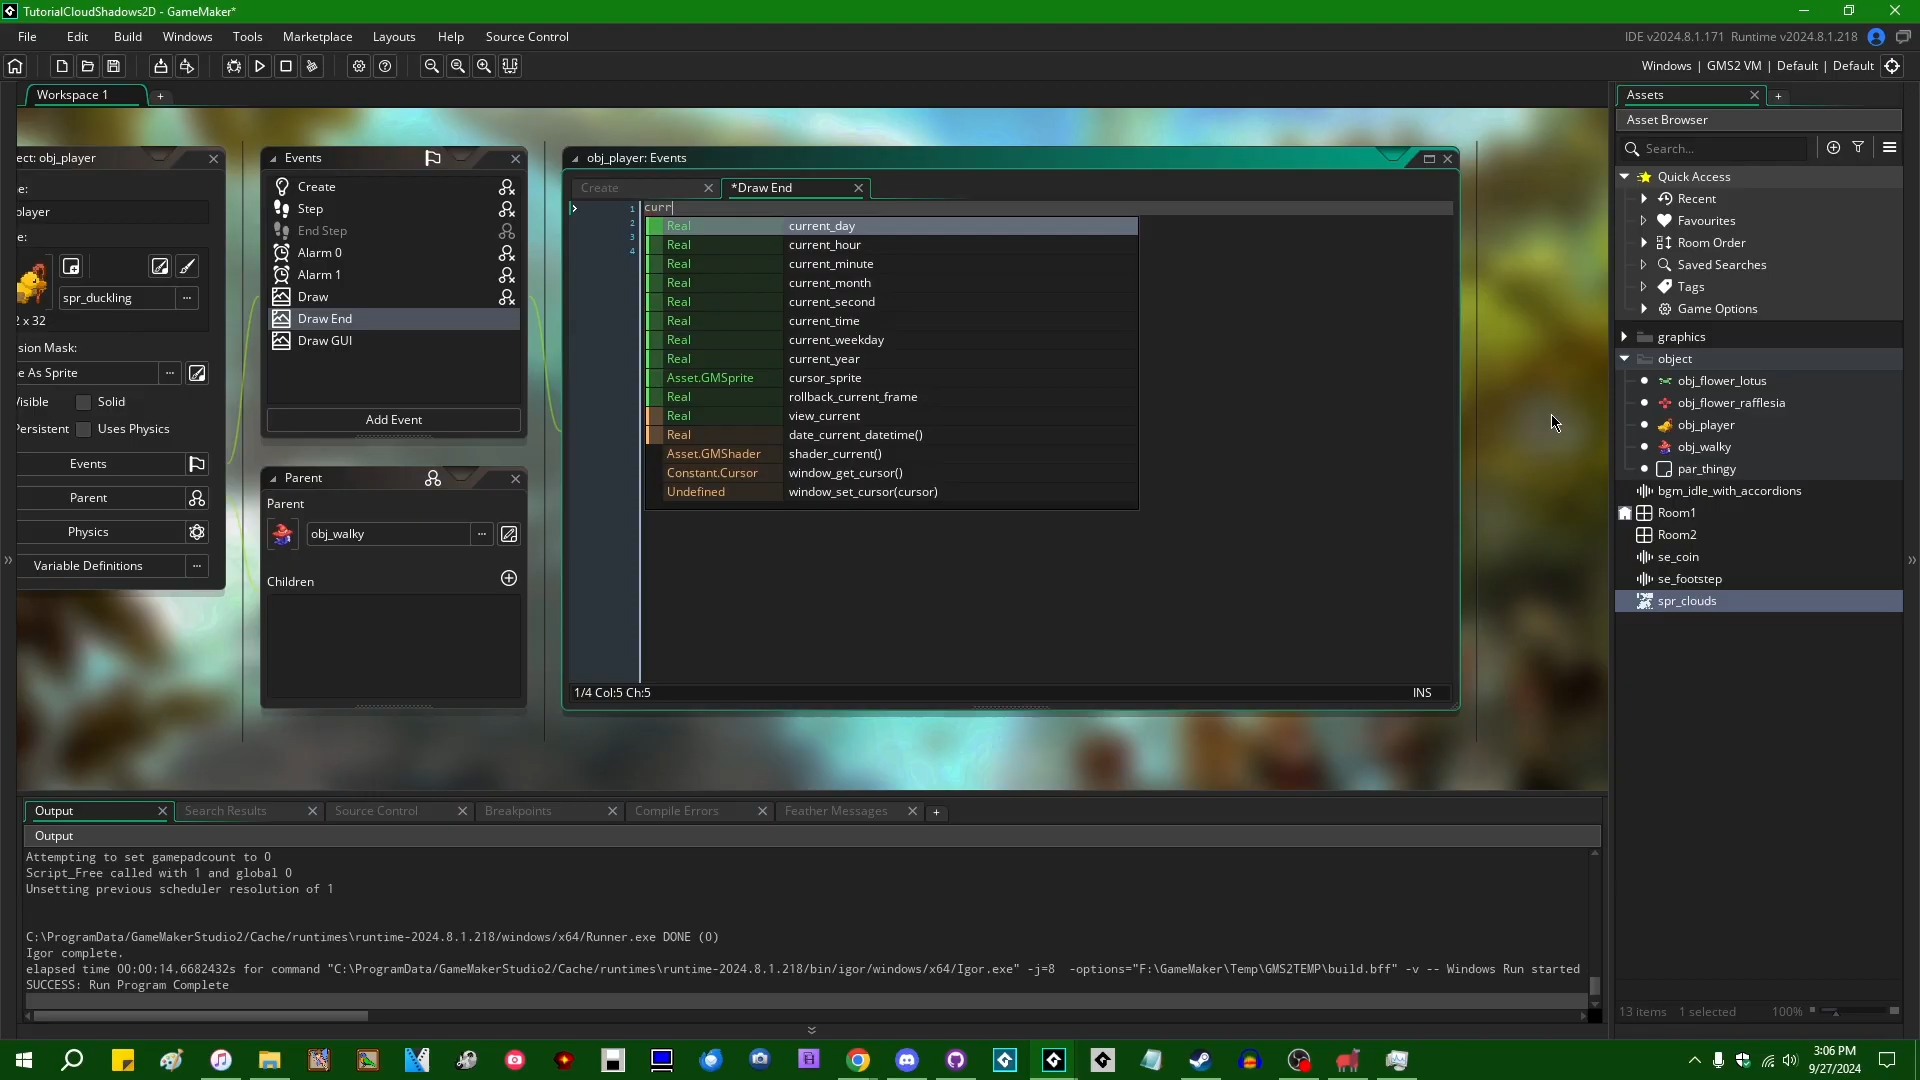 TutorialCloudShadows2D - GameMaker*
File Edit Build Windows Tools Marketplace Layouts Help Source Control
IDE v2024.8.1.171 Runtime v2024.8.1.218
Windows | GMS2 VM | Default | Default
Workspace 1
+
ect: obj_player
e:
player
e:
spr_duckling
...
2 x 32
sion Mask:
e As Sprite
...
isible Solid
Persistent Uses Physics
Events
Parent
Physics
Variable Definitions
...
Events
Create
Step
End Step
Alarm 0
Alarm 1
Draw
Draw End
Draw GUI
Add Event
Parent
Parent
obj_walky
...
Children
obj_player: Events
Create
*Draw End
1 curr
2
3
4
Real current_day
Real current_hour
Real current_minute
Real current_month
Real current_second
Real current_time
Real current_weekday
Real current_year
Asset.GMSprite cursor_sprite
Real rollback_current_frame
Real view_current
Real date_current_datetime()
Asset.GMShader shader_current()
Constant.Cursor window_get_cursor()
Undefined window_set_cursor(cursor)
1/4 Col:5 Ch:5
INS
Assets
+
Asset Browser
Search...
Quick Access
Recent
Favourites
Room Order
Saved Searches
Tags
Game Options
graphics
object
obj_flower_lotus
obj_flower_rafflesia
obj_player
obj_walky
par_thingy
bgm_idle_with_accordions
Room1
Room2
se_coin
se_footstep
spr_clouds
13 items 1 selected 100%
Output Search Results Source Control Breakpoints Compile Errors Feather Messages +
Output
Attempting to set gamepadcount to 0
Script_Free called with 1 and global 0
Unsetting previous scheduler resolution of 1
C:\ProgramData/GameMakerStudio2/Cache/runtimes\runtime-2024.8.1.218/windows/x64/Runner.exe DONE (0)
Igor complete.
elapsed time 00:00:14.6682432s for command "C:\ProgramData/GameMakerStudio2/Cache/runtimes\runtime-2024.8.1.218/bin/igor/windows/x64/Igor.exe" -j=8 -options="F:\GameMaker\Temp\GMS2TEMP\build.bff" -v -- Windows Run started
SUCCESS: Run Program Complete
3:06 PM
9/27/2024